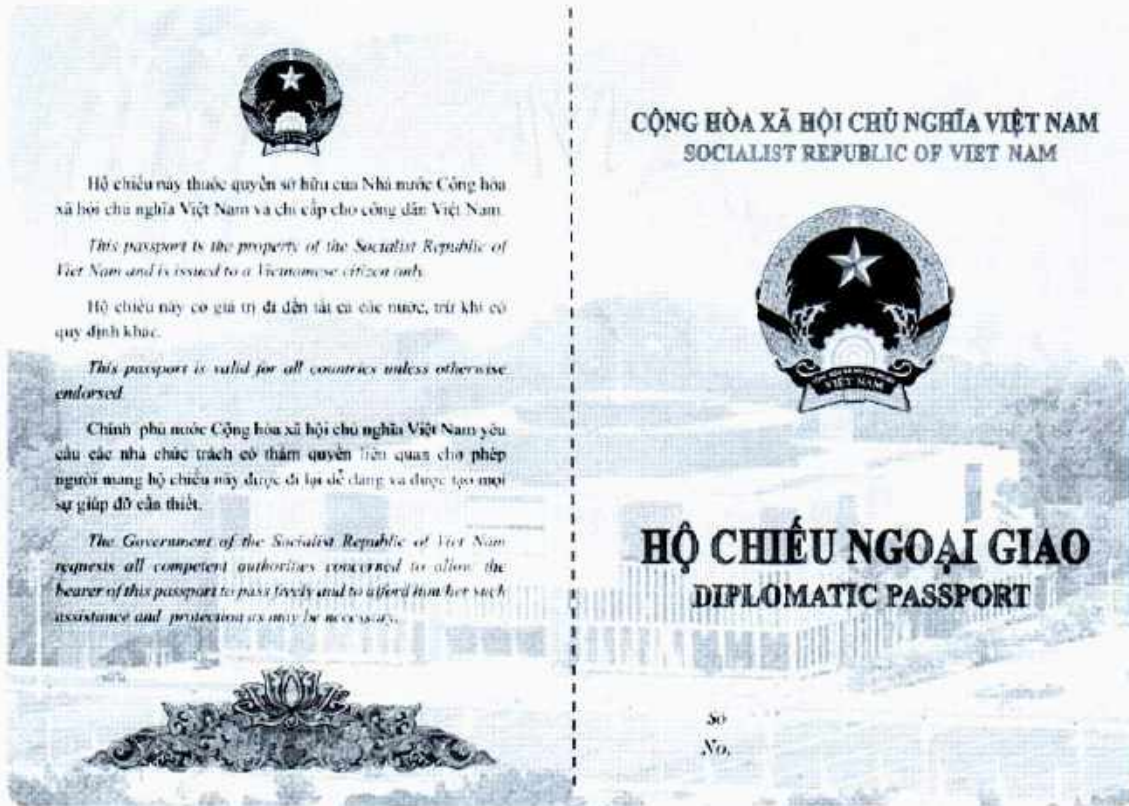 Hộ chiếu này thuộc quyền sở hữu của Nhà nước Cộng hòa
xã hội chủ nghĩa Việt Nam và chỉ cấp cho công dân Việt Nam.
This passport is the property of the Socialist Republic of
Viet Nam and is issued to a Vietnamese citizen only.
Hộ chiếu này có giá trị đi đến tất cả các nước, trừ khi có
quy định khác.
This passport is valid for all countries unless otherwise
endorsed.
Chính phủ nước Cộng hòa xã hội chủ nghĩa Việt Nam yêu
cầu các nhà chức trách có thẩm quyền liên quan cho phép
người mang hộ chiếu này được đi lại dễ dàng và được tạo mọi
sự giúp đỡ cần thiết.
The Government of the Socialist Republic of Viet Nam
requests all competent authorities concerned to allow the
bearer of this passport to pass freely and to afford him/her such
assistance and protection as may be necessary.
CỘNG HÒA XÃ HỘI CHỦ NGHĨA VIỆT NAM
SOCIALIST REPUBLIC OF VIET NAM
VIỆT NAM
HỘ CHIẾU NGOẠI GIAO
DIPLOMATIC PASSPORT
Số
No.